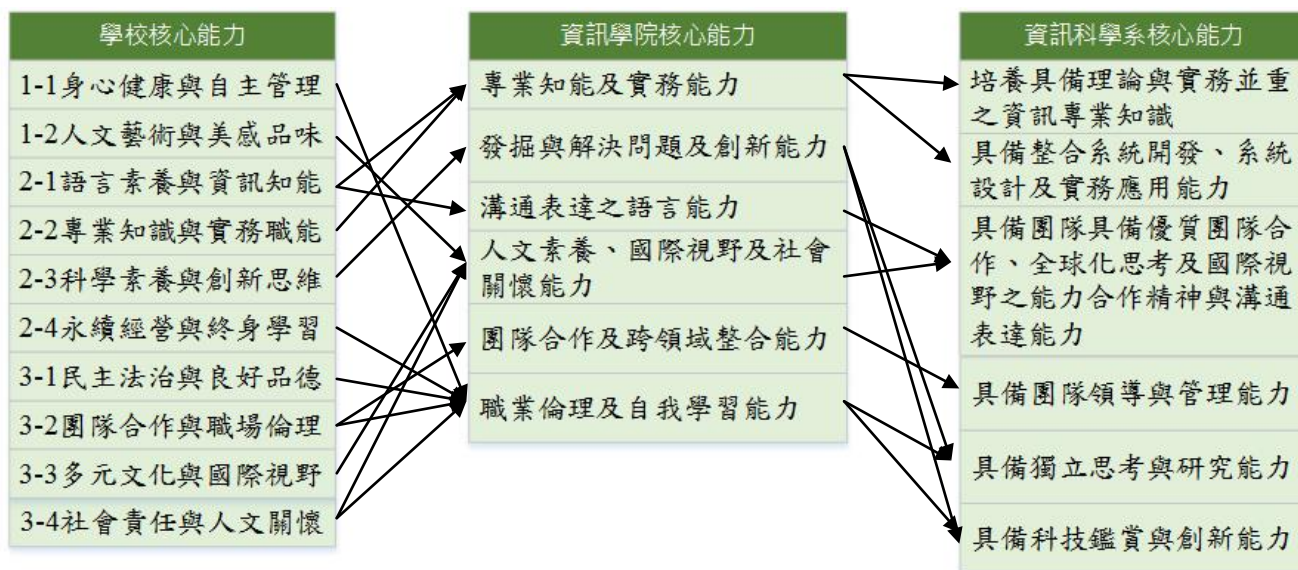 學校核心能力
1-1身心健康與自主管理
1-2人文藝術與美感品味
2-1語言素養與資訊知能
2-2專業知識與實務職能
2-3科學素養與創新思維
2-4永續經營與終身學習
3-1民主法治與良好品德
3-2團隊合作與職場倫理
3-3多元文化與國際視野
3-4社會責任與人文關懷
資訊學院核心能力
專業知能及實務能力
發掘與解決問題及創新能力
溝通表達之語言能力
人文素養、國際視野及社會
關懷能力
團隊合作及跨領域整合能力
職業倫理及自我學習能力
資訊科學系核心能力
培養具備理論與實務並重
之資訊專業知識
具備整合系統開發、系統
設計及實務應用能力
具備團隊具備優質團隊合
作、全球化思考及國際視
野之能力合作精神與溝通
表達能力
具備團隊領導與管理能力
具備獨立思考與研究能力
具備科技鑑賞與創新能力